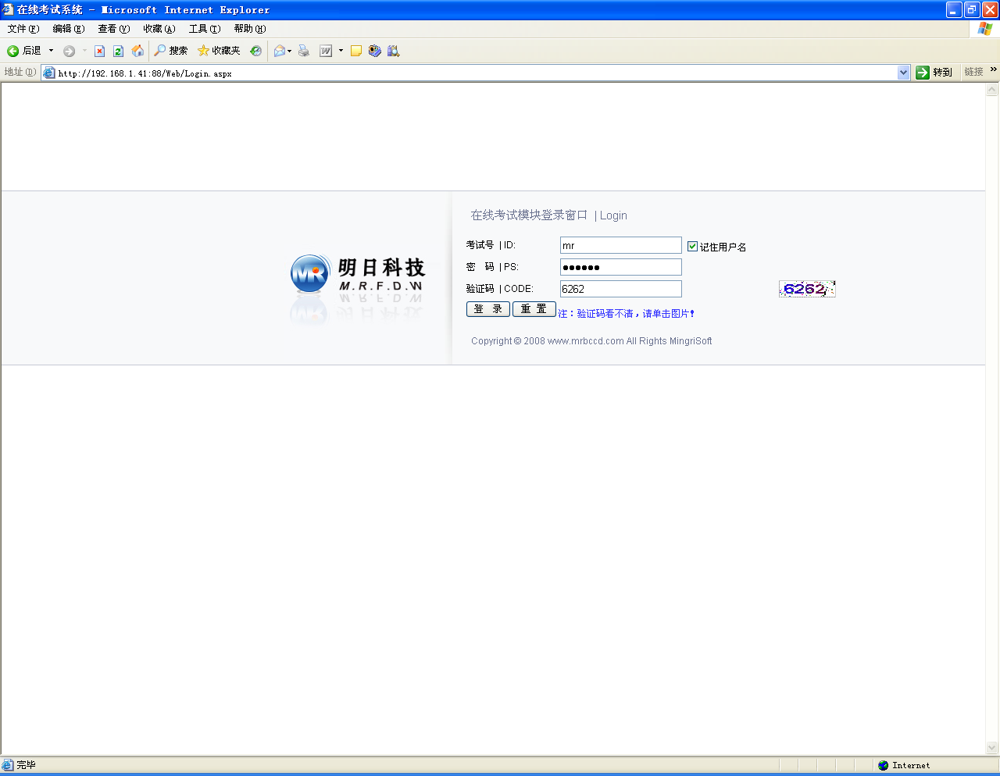 在线考试系统 - Microsoft Internet Explorer
文件(F) 编辑(E) 查看(V) 收藏(A) 工具(T) 帮助(H)
后退 搜索 收藏夹
地址(D) http://192.168.1.41:88/Web/Login.aspx 转到 链接 »
在线考试模块登录窗口 | Login
考试号 | ID: mr 记住用户名
密 码 | PS: ●●●●●●
验证码 | CODE: 6262 6262
登 录 重 置 注：验证码看不清，请单击图片!
Copyright © 2008 www.mrbccd.com All Rights MingriSoft
MR 明日科技
M.R.F.D.W
完毕 Internet